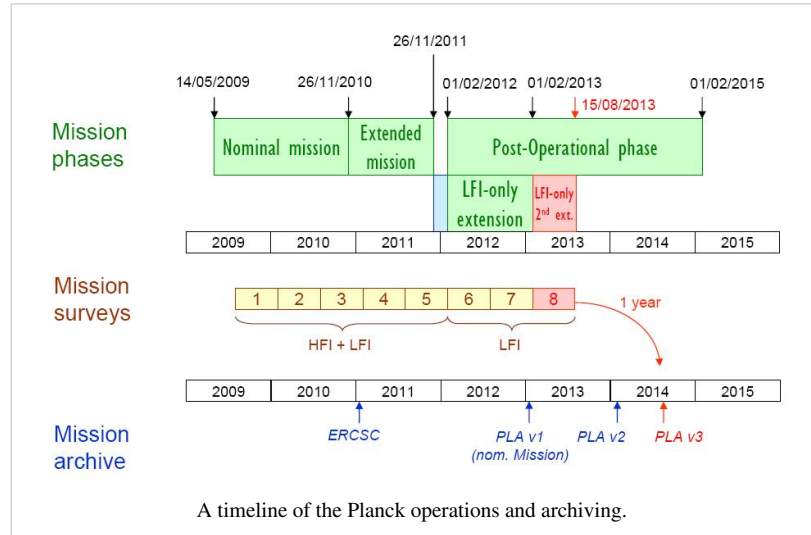 26/11/2011
14/05/2009 26/11/2010 01/02/2012 01/02/2013 01/02/2015
15/08/2013
Mission
phases
Nominal mission
Extended
mission
Post-Operational phase
LFI-only
extension
LFI-only
2nd ext.
2009 2010 2011 2012 2013 2014 2015
Mission
surveys
1 2 3 4 5 6 7 8
1 year
HFI + LFI LFI
2009 2010 2011 2012 2013 2014 2015
Mission
archive
ERCSC
PLA v1
(nom. Mission)
PLA v2
PLA v3
A timeline of the Planck operations and archiving.